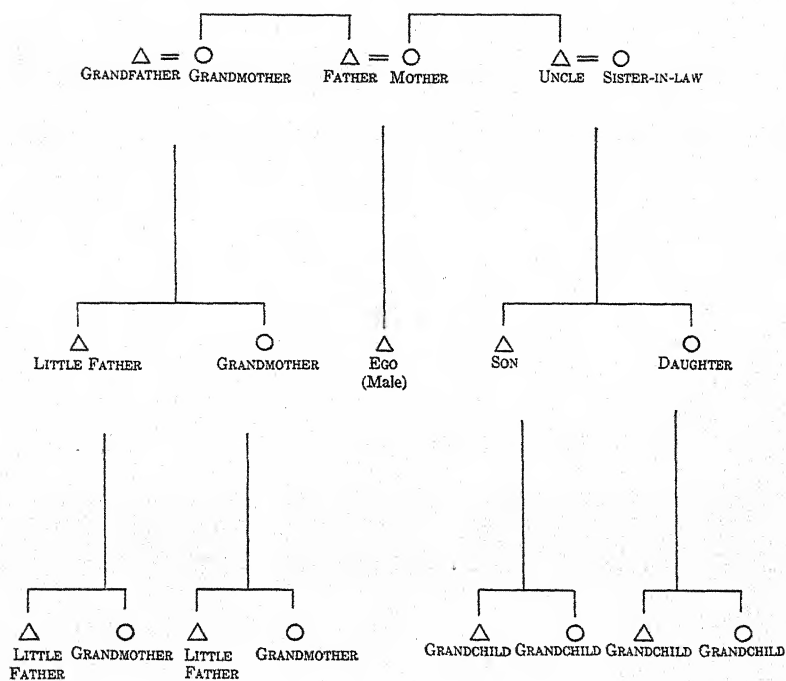 GRANDFATHER GRANDMOTHER FATHER MOTHER UNCLE SISTER-IN-LAW
LITTLE FATHER GRANDMOTHER EGO SON DAUGHTER
(Male)
LITTLE GRANDMOTHER LITTLE GRANDMOTHER GRANDCHILD GRANDCHILD GRANDCHILD GRANDCHILD
FATHER FATHER